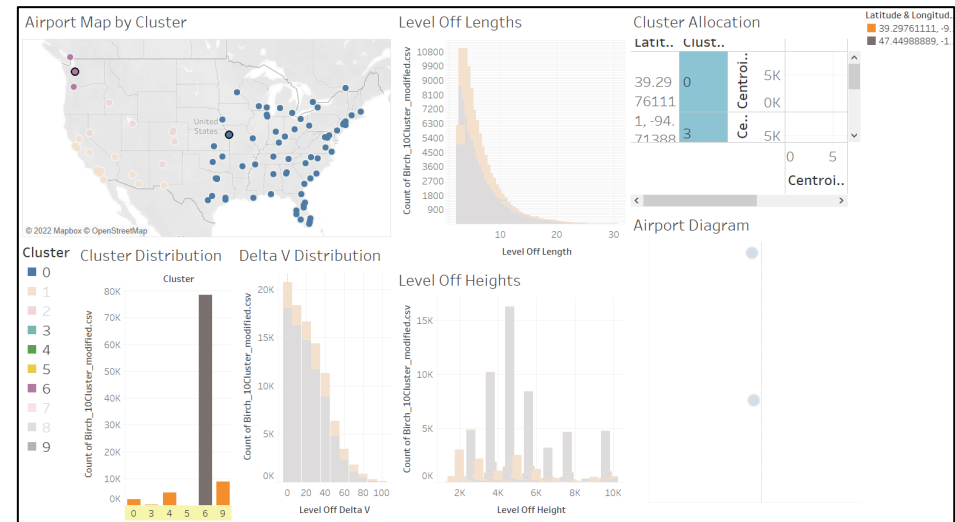 Airport Map by Cluster
United
States
© 2022 Mapbox © OpenStreetMap
Level Off Lengths
Count of Birch_10Cluster_modified.csv
10800
9900
9000
8100
7200
6300
5400
4500
3600
2700
1800
900
10 20 30
Level Off Length
Cluster Allocation
Latit.. Clust..
39.29
76111
1, -94.
71388
0
3
Centroi..
Ce..
5K
0K
5K
0 5
Centroi..
Latitude & Longitud..
39.29761111, -9..
47.44988889, -1..
Cluster
0
1
2
3
4
5
6
7
8
9
Cluster Distribution
Cluster
Count of Birch_10Cluster_modified.csv
80K
70K
60K
50K
40K
30K
20K
10K
0K
0 3 4 5 6 9
Delta V Distribution
Count of Birch_10Cluster_modified.csv
20K
15K
10K
5K
0K
0 20 40 60 80 100
Level Off Delta V
Level Off Heights
Count of Birch_10Cluster_modified.csv
15K
10K
5K
0K
2K 4K 6K 8K 10K
Level Off Height
Airport Diagram